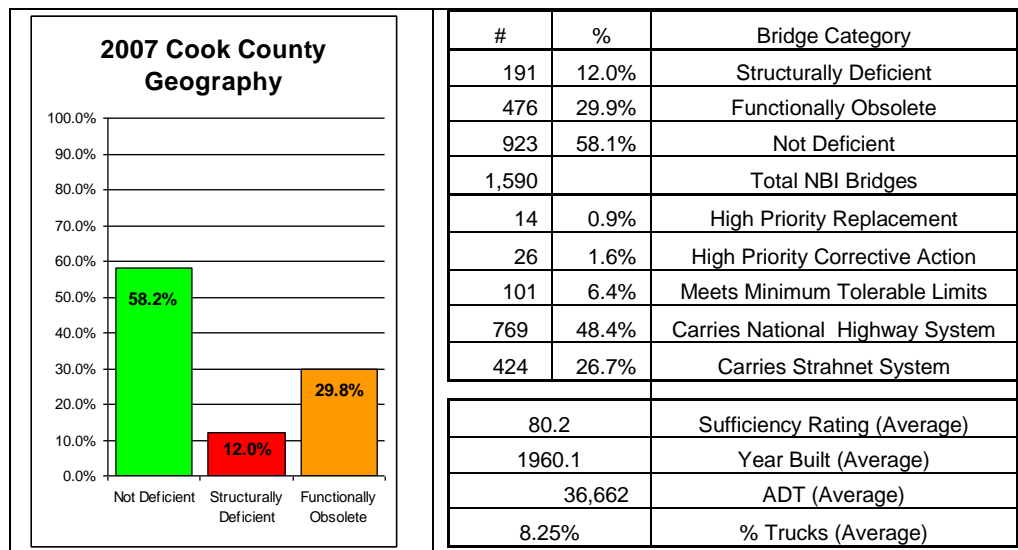 2007 Cook County
Geography
100.0%
90.0%
80.0%
70.0%
60.0%
50.0%
40.0%
30.0%
20.0%
10.0%
0.0%
58.2%
12.0%
29.8%
Not Deficient Structurally Functionally
Deficient Obsolete
# % Bridge Category
191 12.0% Structurally Deficient
476 29.9% Functionally Obsolete
923 58.1% Not Deficient
1,590 Total NBI Bridges
14 0.9% High Priority Replacement
26 1.6% High Priority Corrective Action
101 6.4% Meets Minimum Tolerable Limits
769 48.4% Carries National Highway System
424 26.7% Carries Strahnet System
80.2 Sufficiency Rating (Average)
1960.1 Year Built (Average)
36,662 ADT (Average)
8.25% % Trucks (Average)